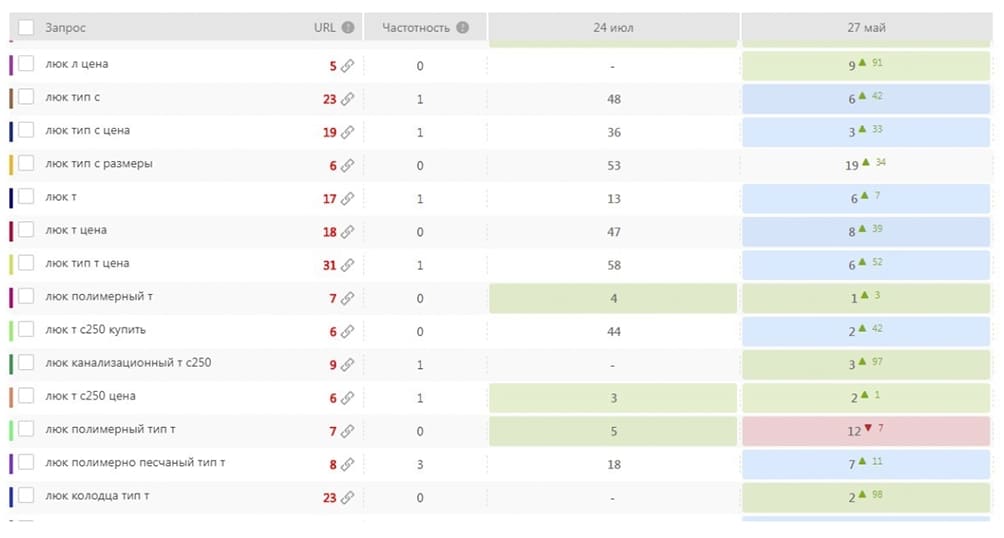 Запрос URL Частотность 24 июл 27 май
люк л цена 5 0 - 9 ▲ 91
люк тип с 23 1 48 6 ▲ 42
люк тип с цена 19 1 36 3 ▲ 33
люк тип с размеры 6 0 53 19 ▲ 34
люк т 17 1 13 6 ▲ 7
люк т цена 18 0 47 8 ▲ 39
люк тип т цена 31 1 58 6 ▲ 52
люк полимерный т 7 0 4 1 ▲ 3
люк т с250 купить 6 0 44 2 ▲ 42
люк канализационный т с250 9 1 - 3 ▲ 97
люк т с250 цена 6 1 3 2 ▲ 1
люк полимерный тип т 7 0 5 12 ▼ 7
люк полимерно песчаный тип т 8 3 18 7 ▲ 11
люк колодца тип т 23 0 - 2 ▲ 98